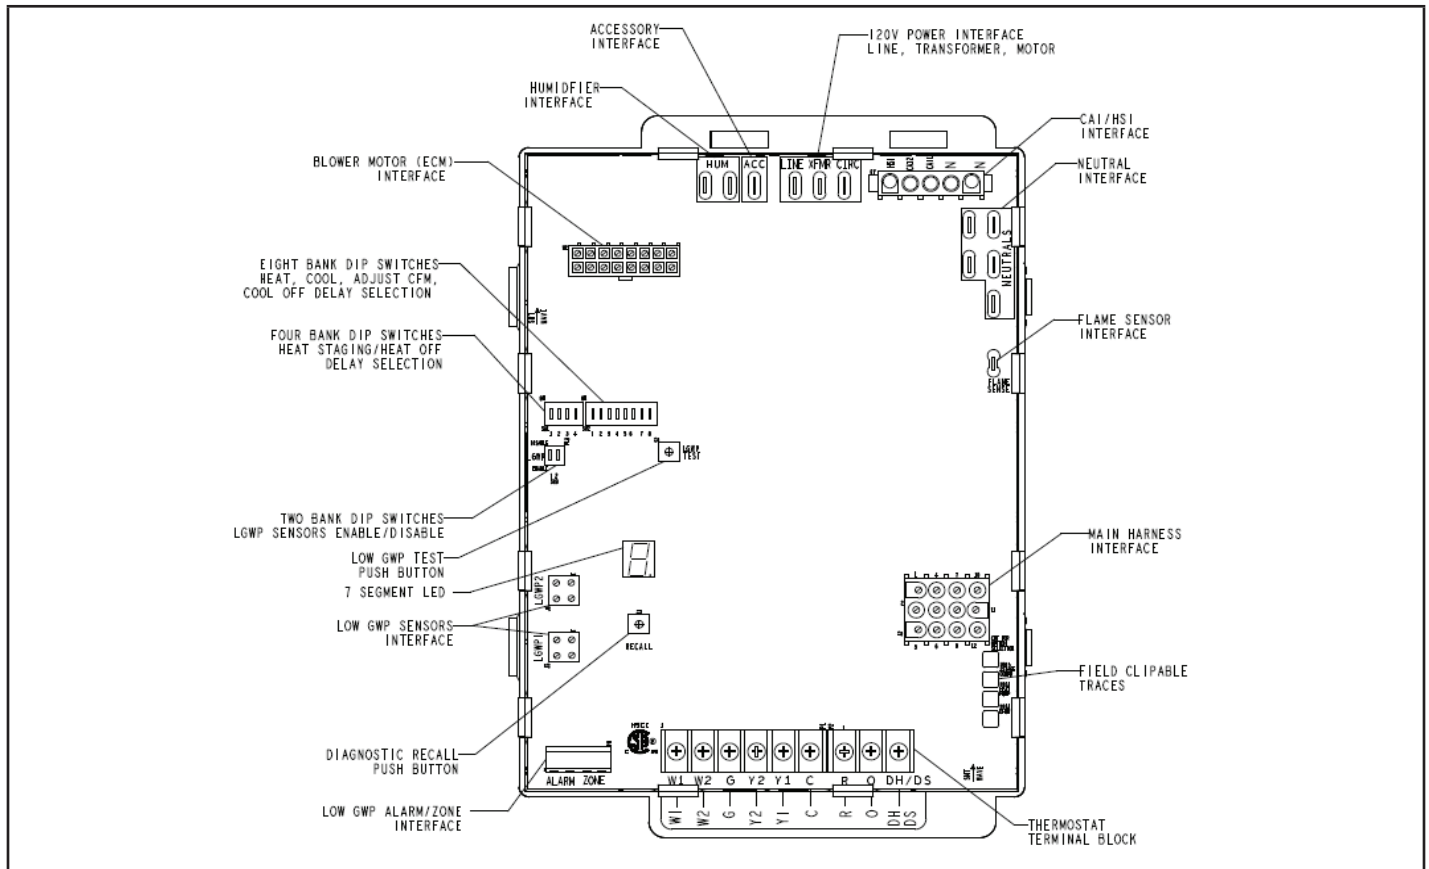 ACCESSORY
INTERFACE
120V POWER INTERFACE
LINE, TRANSFORMER, MOTOR
HUMIDFIER
INTERFACE
CAI/HSI
INTERFACE
BLOWER MOTOR (ECM)
INTERFACE
HUM
ACC
LINE XFMR CIRC
HSI
N
N
NEUTRAL
INTERFACE
NEUTRALS
EIGHT BANK DIP SWITCHES
HEAT, COOL, ADJUST CFM,
COOL OFF DELAY SELECTION
FOUR BANK DIP SWITCHES
HEAT STAGING/HEAT OFF
DELAY SELECTION
FLAME SENSOR
INTERFACE
FLAME
SENSE
1 2 3 4
1 2 3 4 5 6 7 8
LGWP
LGWP
TEST
TWO BANK DIP SWITCHES
LGWP SENSORS ENABLE/DISABLE
LOW GWP TEST
PUSH BUTTON
7 SEGMENT LED
MAIN HARNESS
INTERFACE
LGWP2
LOW GWP SENSORS
INTERFACE
LGWP1
RECALL
FIELD CLIPABLE
TRACES
DIAGNOSTIC RECALL
PUSH BUTTON
ALARM ZONE
W1 W2 G Y2 Y1 C R O DH/DS
SMT
WAVE
LOW GWP ALARM/ZONE
INTERFACE
W1 W2 G Y2 Y1 C R O DH
DS
THERMOSTAT
TERMINAL BLOCK